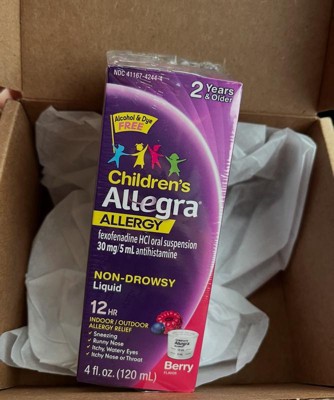 NDC 41167-4244-4
2 Years
& Older
Alcohol & Dye
FREE
Children's
Allegra®
ALLERGY
fexofenadine HCl oral suspension
30 mg/5 mL antihistamine
NON-DROWSY
Liquid
12 HR
INDOOR/OUTDOOR
ALLERGY RELIEF
✓ Sneezing
✓ Runny Nose
✓ Itchy, Watery Eyes
✓ Itchy Nose or Throat
Allegra
Berry
FLAVOR
4 fl. oz. (120 mL)